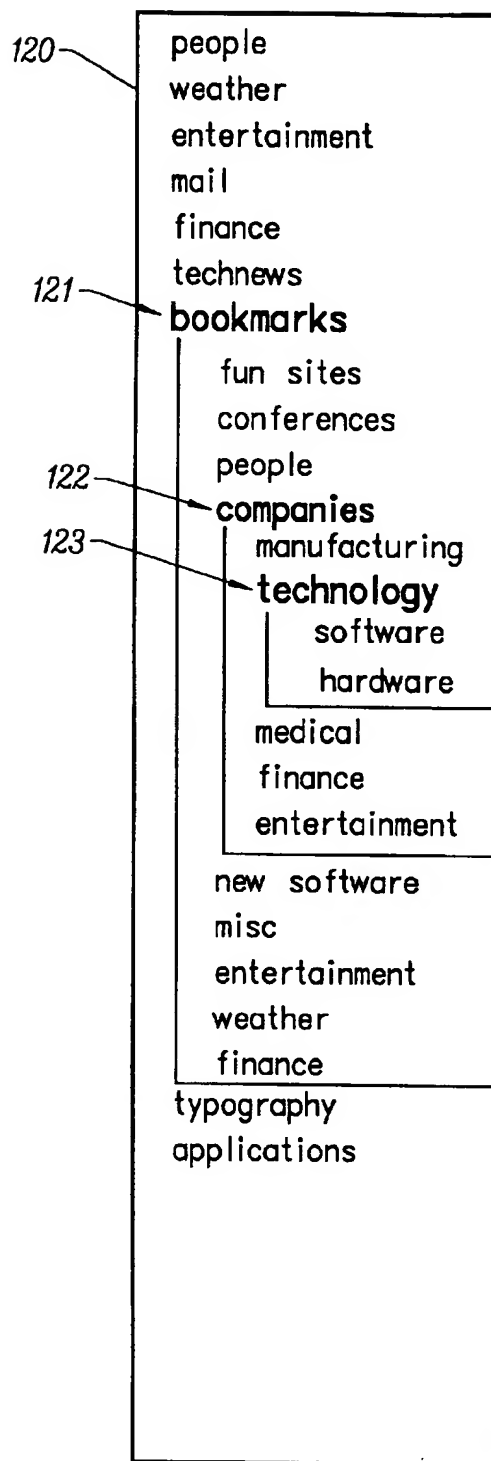 120
people
weather
entertainment
mail
finance
technews
121
bookmarks
fun sites
conferences
people
122
companies
123
manufacturing
technology
software
hardware
medical
finance
entertainment
new software
misc
entertainment
weather
finance
typography
applications